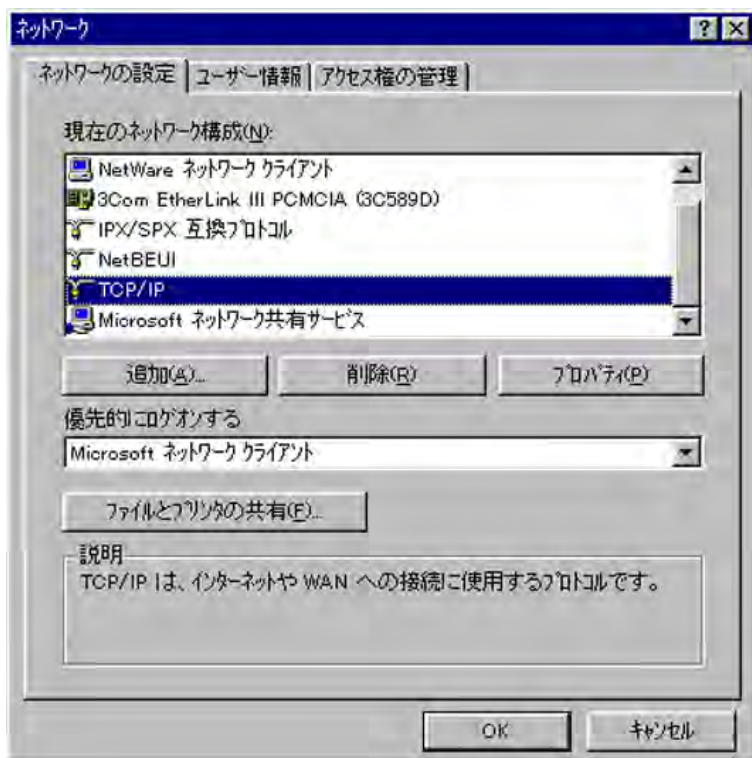 ネットワーク
ネットワークの設定 ユーザー情報 アクセス権の管理
現在のネットワーク構成(N):
NetWare ネットワーク クライアント
3Com EtherLink III PCMCIA (3C589D)
IPX/SPX 互換プロトコル
NetBEUI
TCP/IP
Microsoft ネットワーク共有サービス
追加(A)... 削除(R) プロパティ(P)
優先的にログオンする
Microsoft ネットワーク クライアント
ファイルとプリンタの共有(F)...
説明
TCP/IP は、インターネットや WAN への接続に使用するプロトコルです。
OK キャンセル